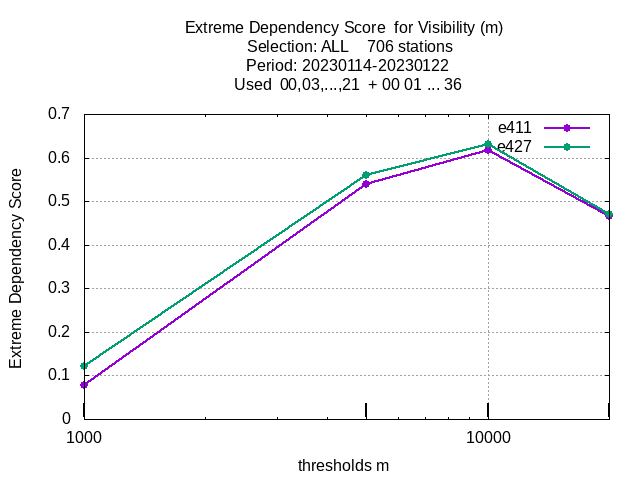 Extreme Dependency Score  for Visibility (m)
Selection: ALL    706 stations
Period: 20230114-20230122
Used  00,03,...,21  + 00 01 ... 36
0.7
0.6
0.5
0.4
0.3
0.2
0.1
0
Extreme Dependency Score
e411
e427
1000
10000
thresholds m